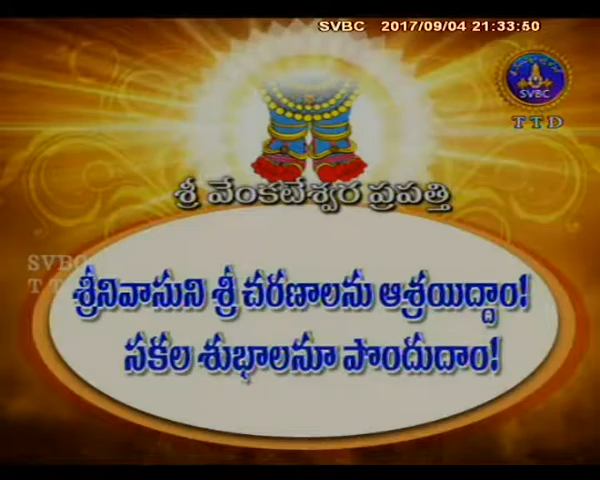 SVBC 2017/09/04 21:33:50
SVBC
TTD
శ్రీ వేంకటేశ్వర ప్రపత్తి
SVBC
శ్రీనివాసుని శ్రీ చరణాలను ఆశ్రయిద్దాం!
సకల శుభాలనూ పొందుదాం!